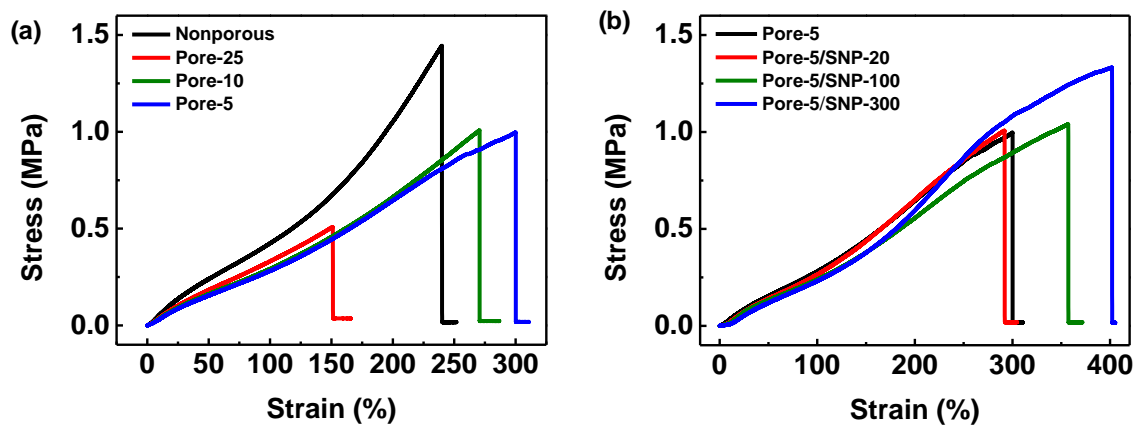 (a)
Nonporous
Pore-25
Pore-10
Pore-5
1.5
1.0
0.5
0.0
Stress (MPa)
0 50 100 150 200 250 300
Strain (%)
(b)
Pore-5
Pore-5/SNP-20
Pore-5/SNP-100
Pore-5/SNP-300
1.5
1.0
0.5
0.0
Stress (MPa)
0 100 200 300 400
Strain (%)